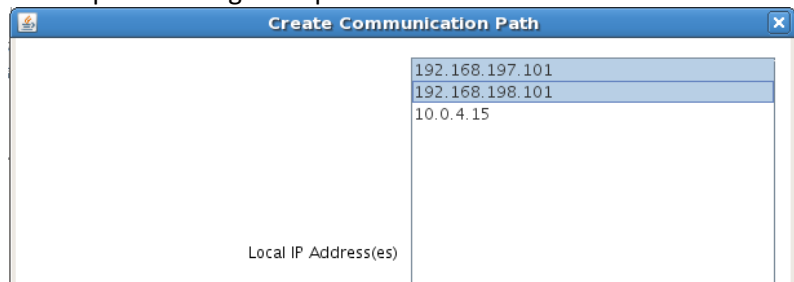 Create Communication Path
192.168.197.101
192.168.198.101
10.0.4.15
Local IP Address(es)